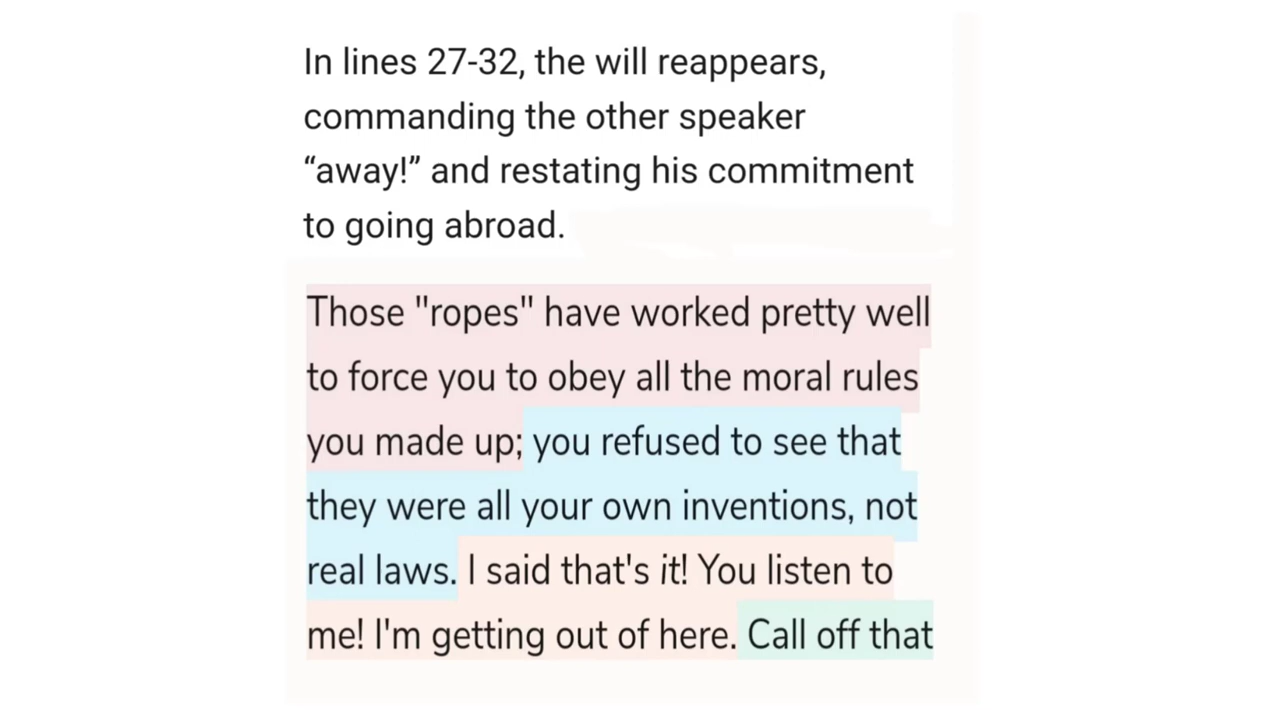 In lines 27-32, the will reappears,
commanding the other speaker
“away!” and restating his commitment
to going abroad.
Those "ropes" have worked pretty well
to force you to obey all the moral rules
you made up; you refused to see that
they were all your own inventions, not
real laws. I said that's it! You listen to
me! I'm getting out of here. Call off that